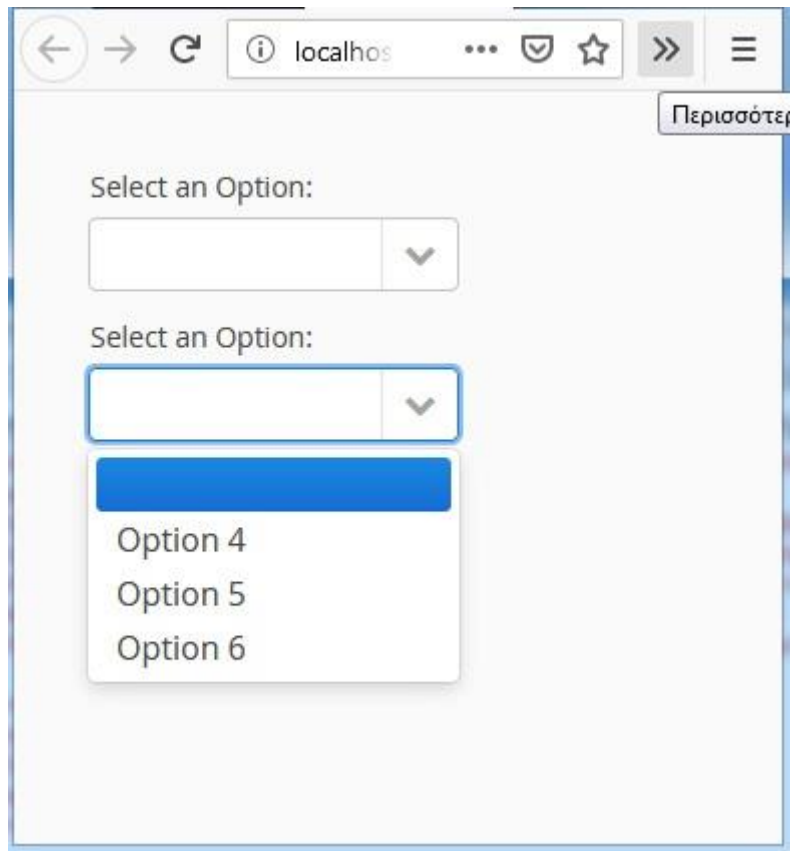 localhos
Περισσότερ
Select an Option:
Select an Option:
Option 4
Option 5
Option 6